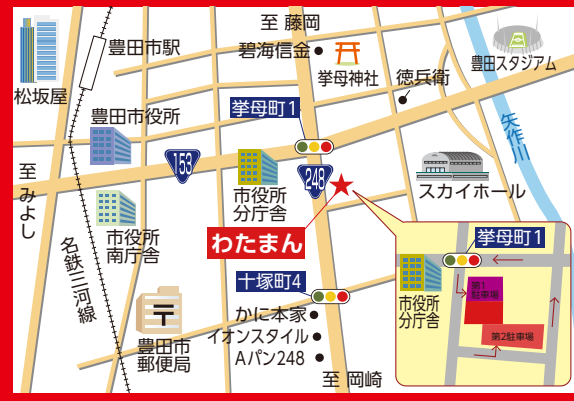 至 藤岡
豊田市駅
碧海信金
挙母神社
徳兵衛
豊田スタジアム
松坂屋
豊田市役所
挙母町1
矢作川
153
248
至 みよし
市役所
南庁舎
市役所
分庁舎
スカイホール
わたまん
名鉄三河線
十塚町4
豊田市
郵便局
かに本家
イオンスタイル
Aパン248
至 岡崎
挙母町1
市役所
分庁舎
第1
駐車場
第2駐車場